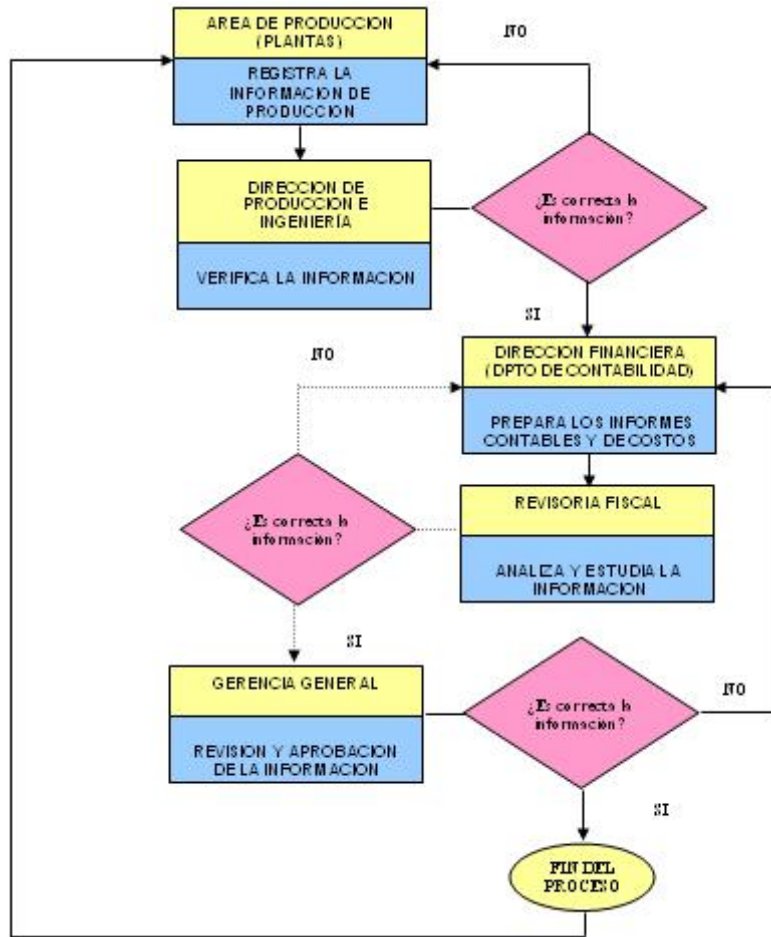 AREA DE PRODUCCION
(PLANTAS)
NO
REGISTRA LA
INFORMACION DE
PRODUCCION
DIRECCION DE
PRODUCCION E
INGENIERÍA
¿Es correcta la
información?
VERIFICA LA INFORMACION
SI
NO
DIRECCION FINANCIERA
(DPTO DE CONTABILIDAD)
PREPARA LOS INFORMES
CONTABLES Y DE COSTOS
¿Es correcta la
información?
REVISORIA FISCAL
ANALIZA Y ESTUDIA LA
INFORMACION
SI
GERENCIA GENERAL
¿Es correcta la
información?
NO
REVISION Y APROBACION
DE LA INFORMACION
SI
FIN DEL
PROCESO